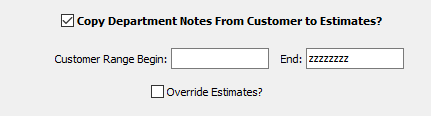 Copy Department Notes From Customer to Estimates?
Customer Range Begin: End: zzzzzzzz
Override Estimates?